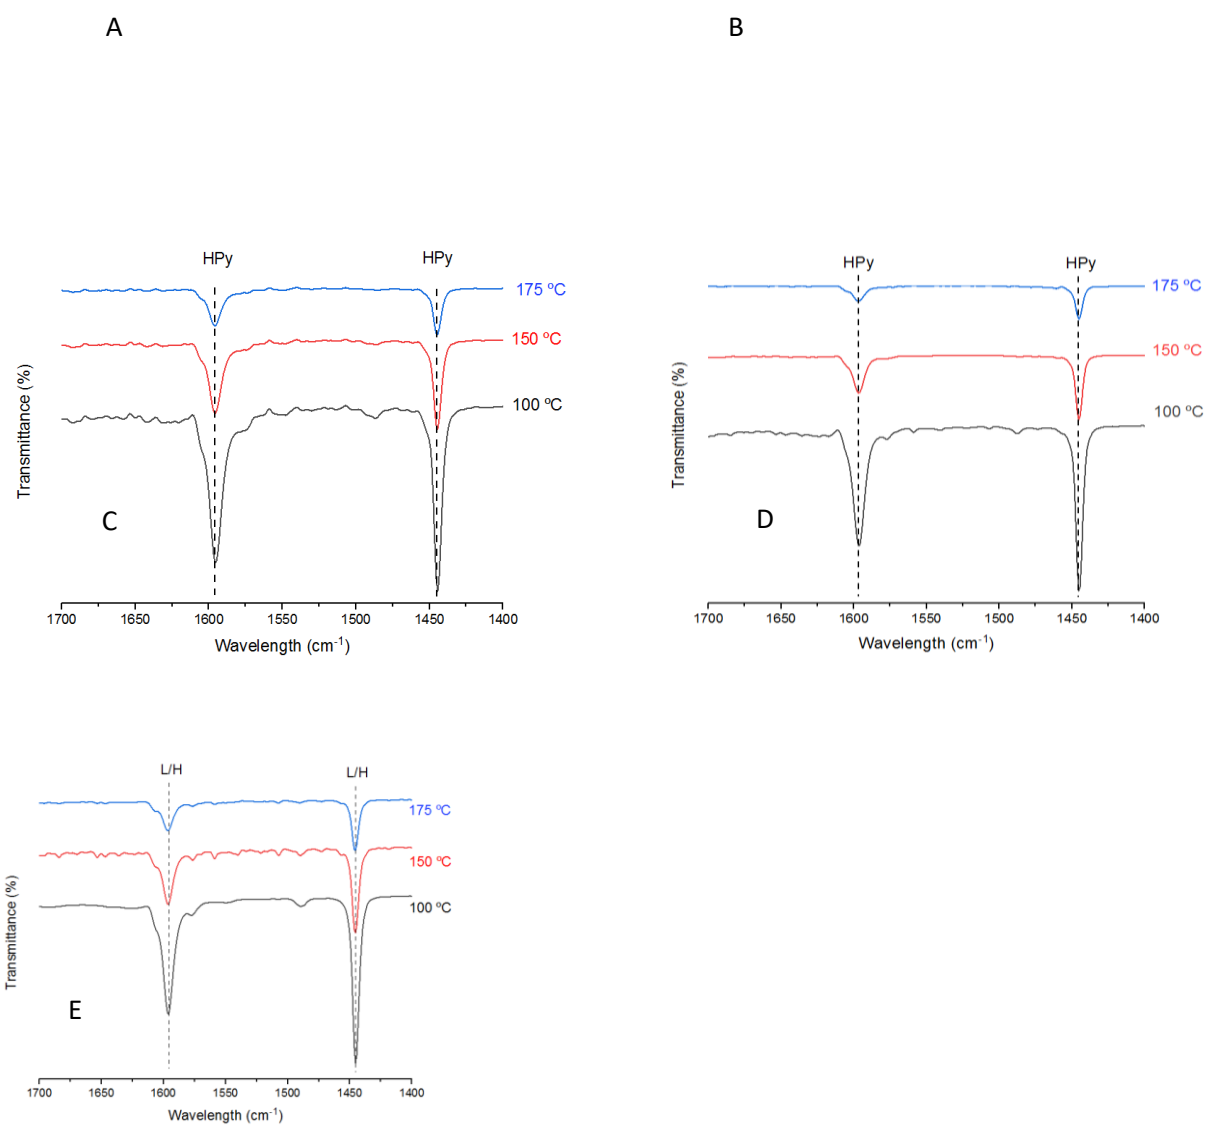 A
B
HPy
HPy
175 ºC
150 ºC
100 ºC
Transmittance (%)
C
1700
1650
1600
1550
1500
1450
1400
Wavelength (cm-1)
HPy
HPy
175 ºC
150 ºC
100 ºC
Transmittance (%)
D
1700
1650
1600
1550
1500
1450
1400
Wavelength (cm-1)
L/H
L/H
175 ºC
150 ºC
100 ºC
Transmittance (%)
E
1700
1650
1600
1550
1500
1450
1400
Wavelength (cm-1)